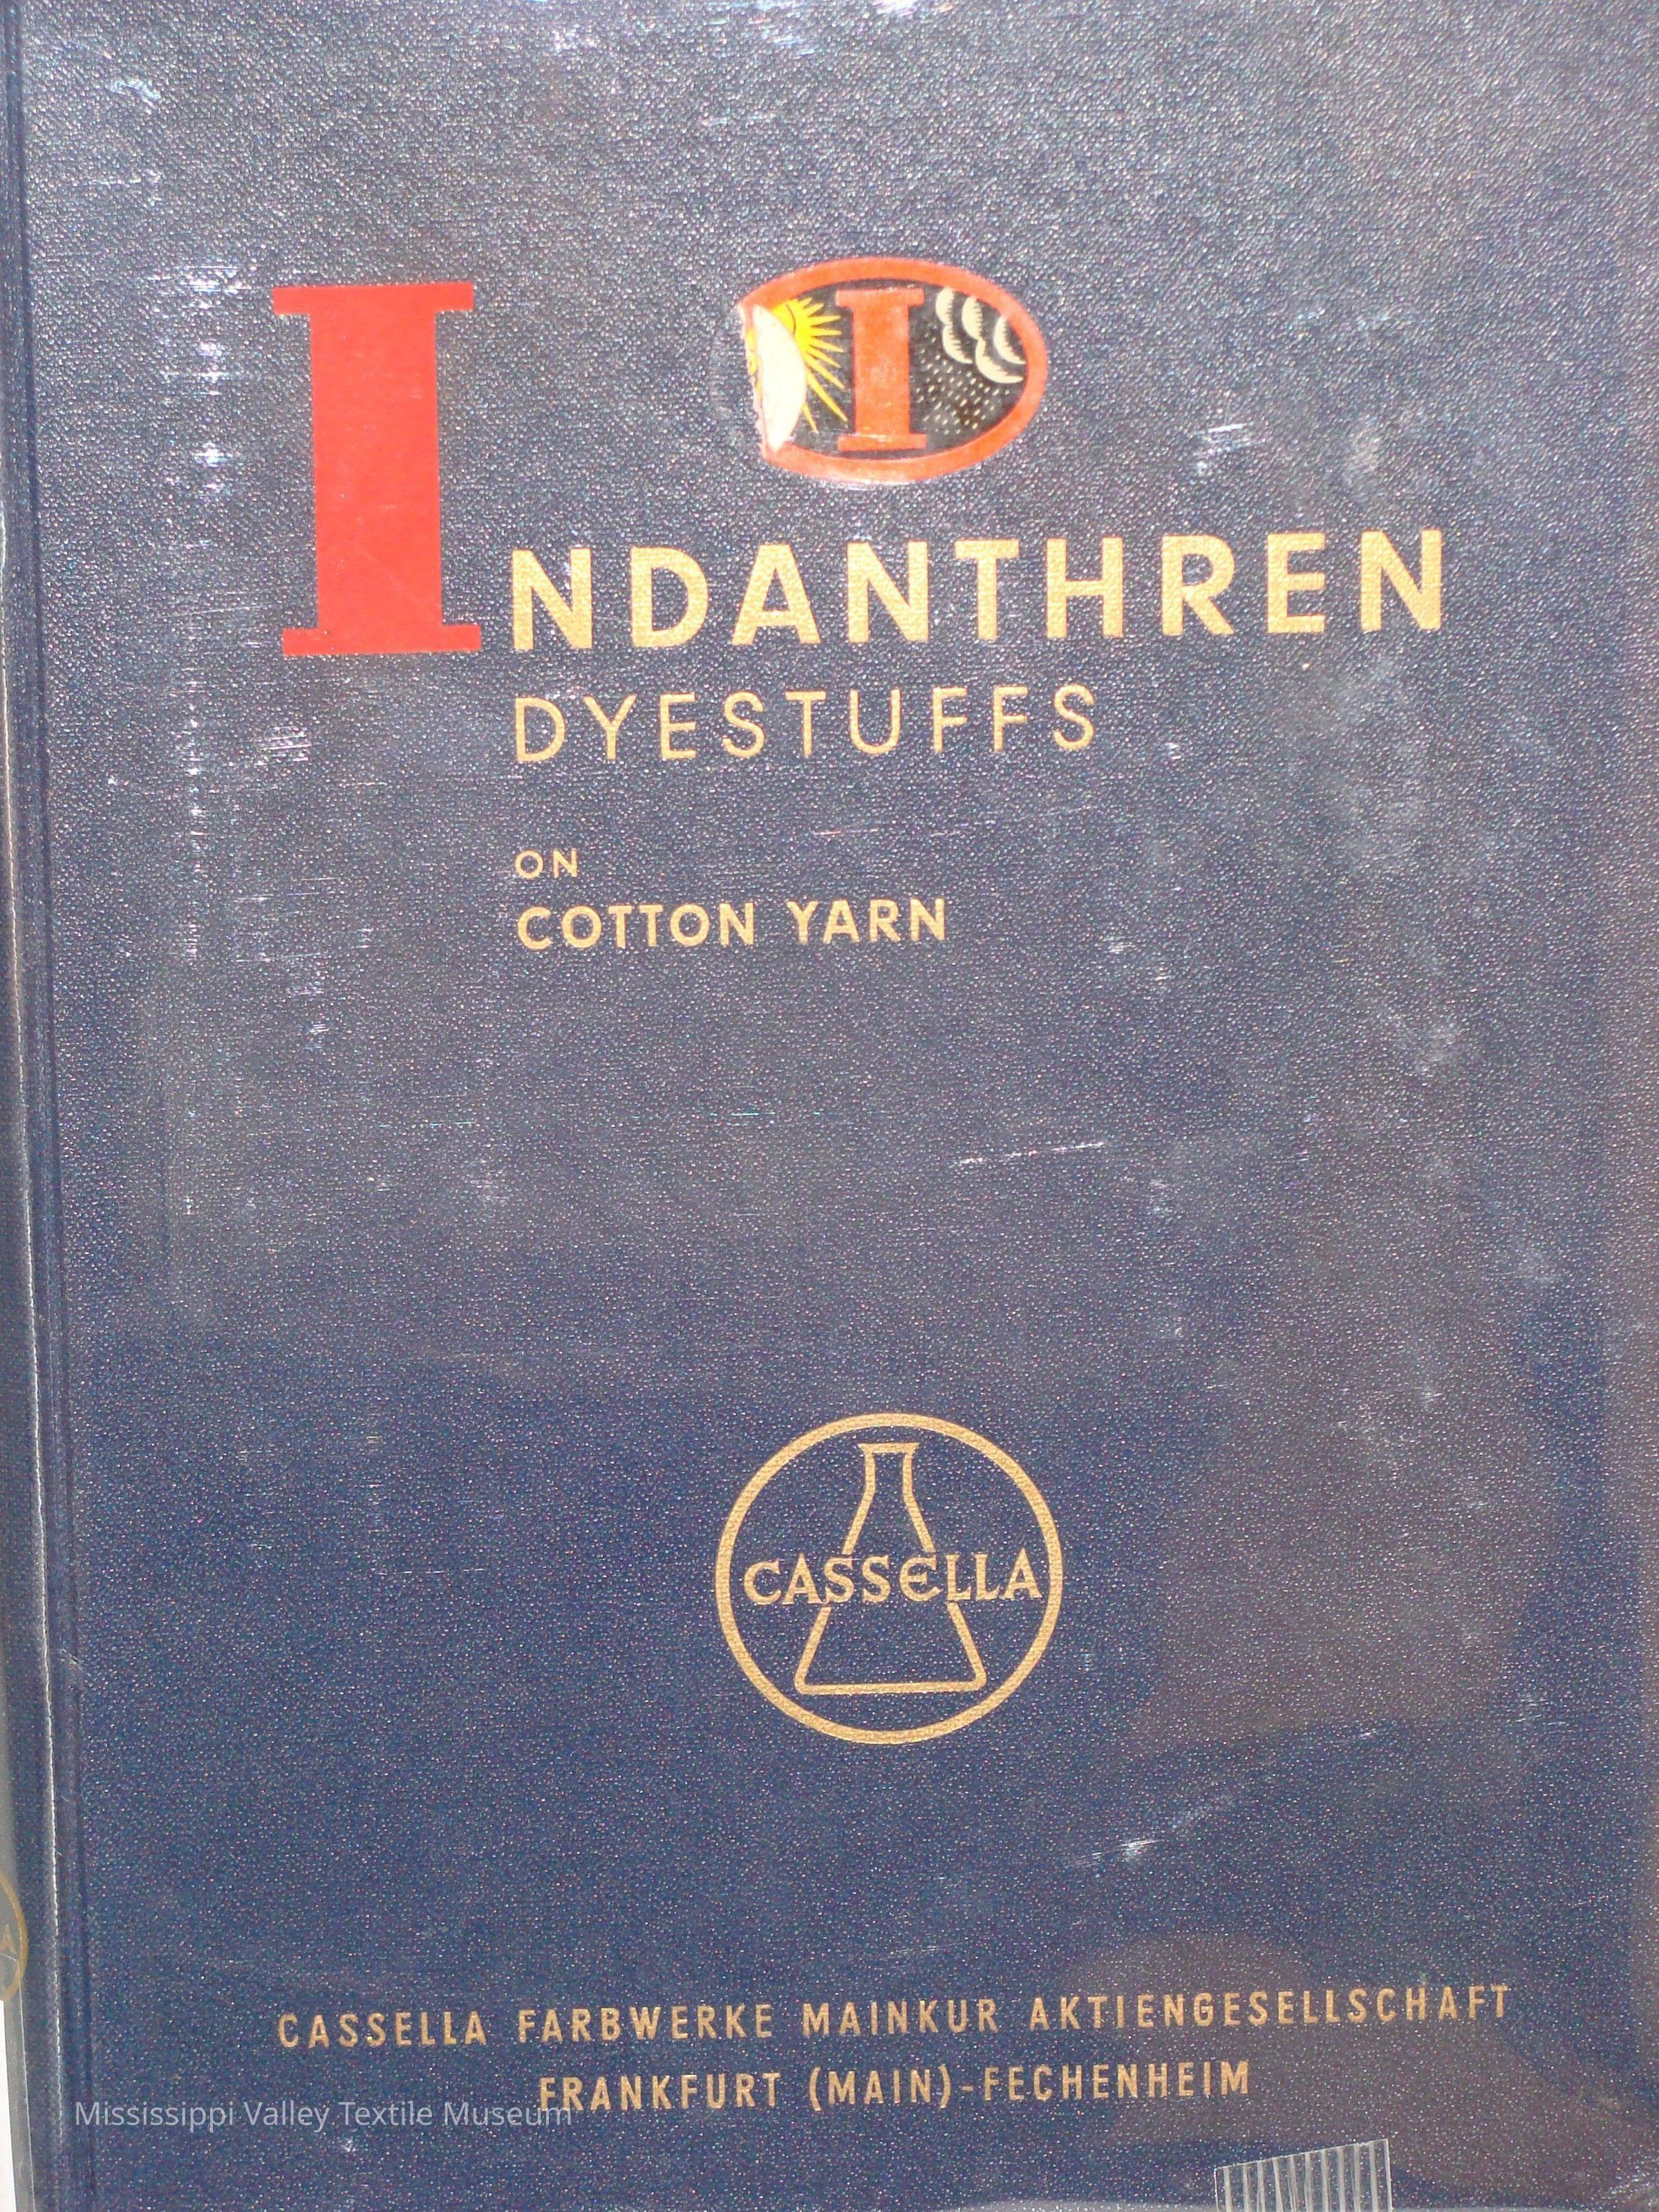 I
INDANTHREN
DYESTUFFS
ON
COTTON YARN
CASSELLA
CASSELLA FARBWERKE MAINKUR AKTIENGESELLSCHAFT
FRANKFURT (MAIN)-FECHENHEIM
Mississippi Valley Textile Museum